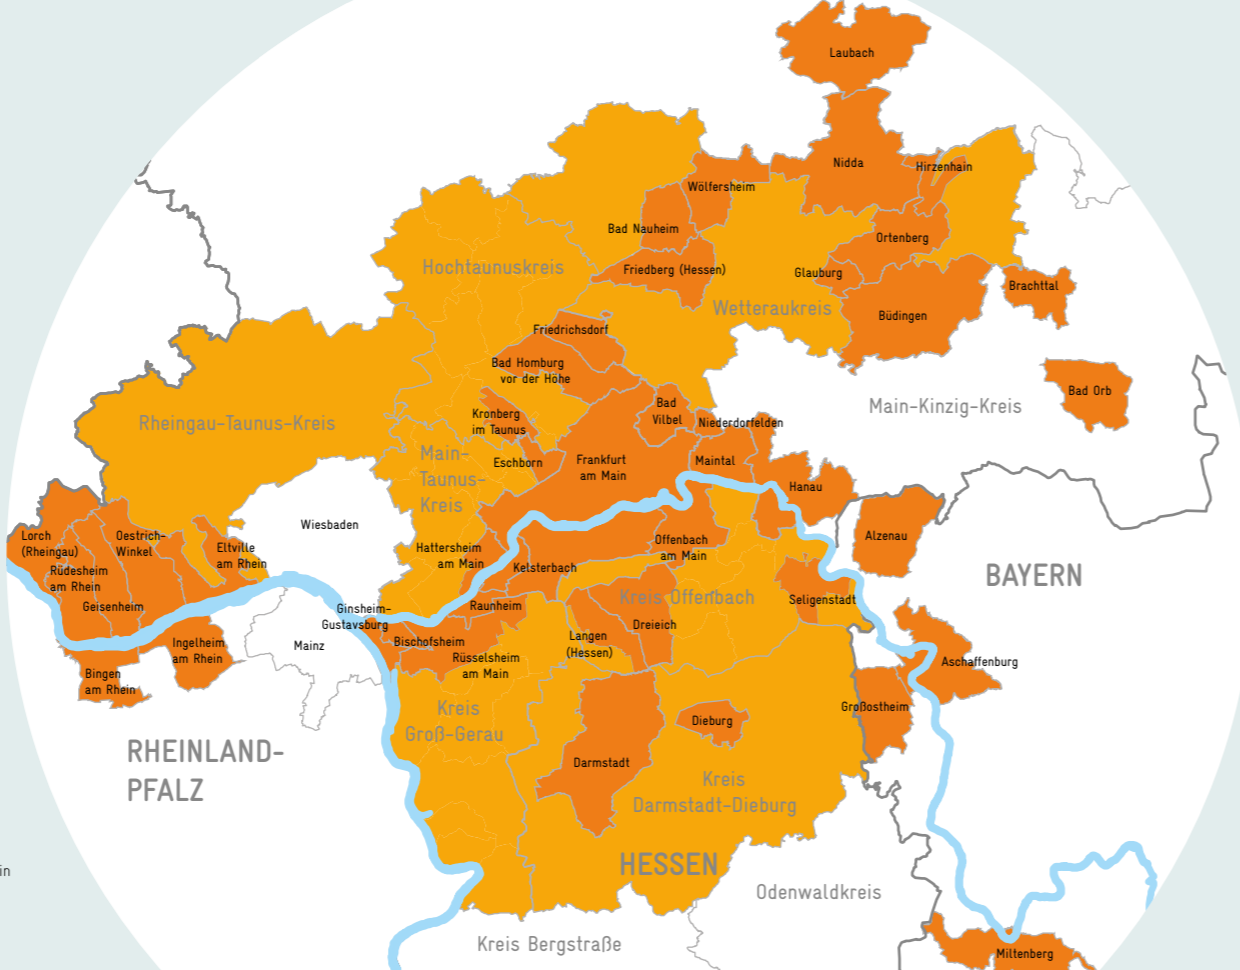 Laubach
Nidda
Hirzenhain
Wölfersheim
Bad Nauheim
Ortenberg
Hochtaunuskreis
Friedberg (Hessen)
Glauburg
Brachttal
Wetteraukreis
Büdingen
Friedrichsdorf
Bad Homburg
vor der Höhe
Bad Orb
Main-Kinzig-Kreis
Bad
Vilbel
Kronberg
im Taunus
Niederdorfelden
Rheingau-Taunus-Kreis
Main-
Taunus-
Kreis
Eschborn
Frankfurt
am Main
Maintal
Hanau
Wiesbaden
Lorch
(Rheingau)
Oestrich-
Winkel
Eltville
am Rhein
Hattersheim
am Main
Offenbach
am Main
Alzenau
Rüdesheim
am Rhein
Kelsterbach
BAYERN
Geisenheim
Ginsheim-
Gustavsburg
Raunheim
Kreis Offenbach
Seligenstadt
Ingelheim
am Rhein
Mainz
Bischofsheim
Langen
(Hessen)
Dreieich
Rüsselsheim
am Main
Aschaffenburg
Bingen
am Rhein
Kreis
Groß-Gerau
Dieburg
Großostheim
RHEINLAND-
PFALZ
Darmstadt
Kreis
Darmstadt-Dieburg
HESSEN
in
Odenwaldkreis
Kreis Bergstraße
Miltenberg